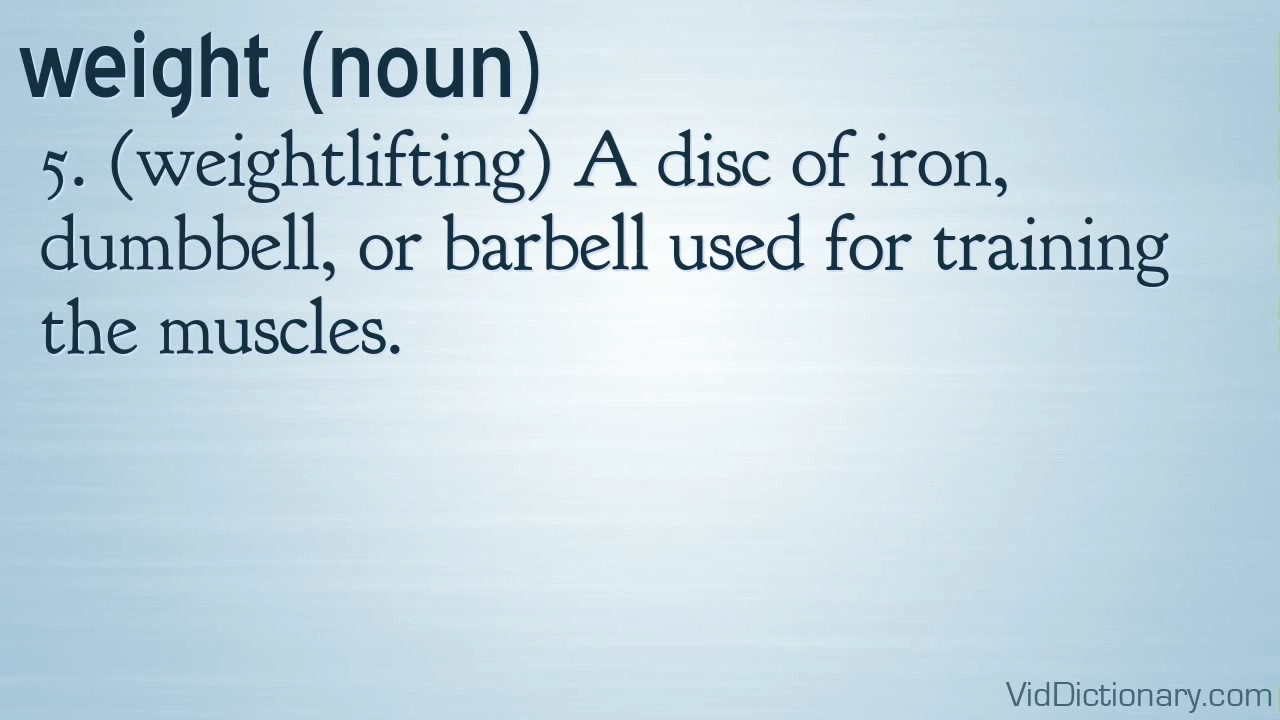 weight (noun)
5. (weightlifting) A disc of iron,
dumbbell, or barbell used for training
the muscles.
VidDictionary.com